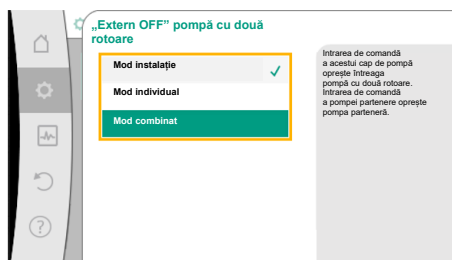 „Extern OFF” pompă cu două
rotoare
Mod instalație
Mod individual
Mod combinat
Intrarea de comandă
a acestui cap de pompă
oprește întreaga
pompă cu două rotoare.
Intrarea de comandă
a pompei partenere oprește
pompa parteneră.